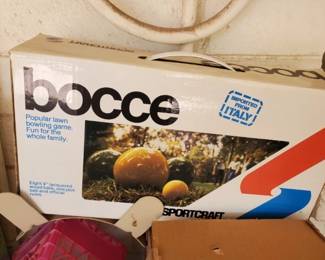 bocce
Popular lawn
bowling game.
Fun for the
whole family.
IMPORTED
FROM
ITALY
SPORTCRAFT